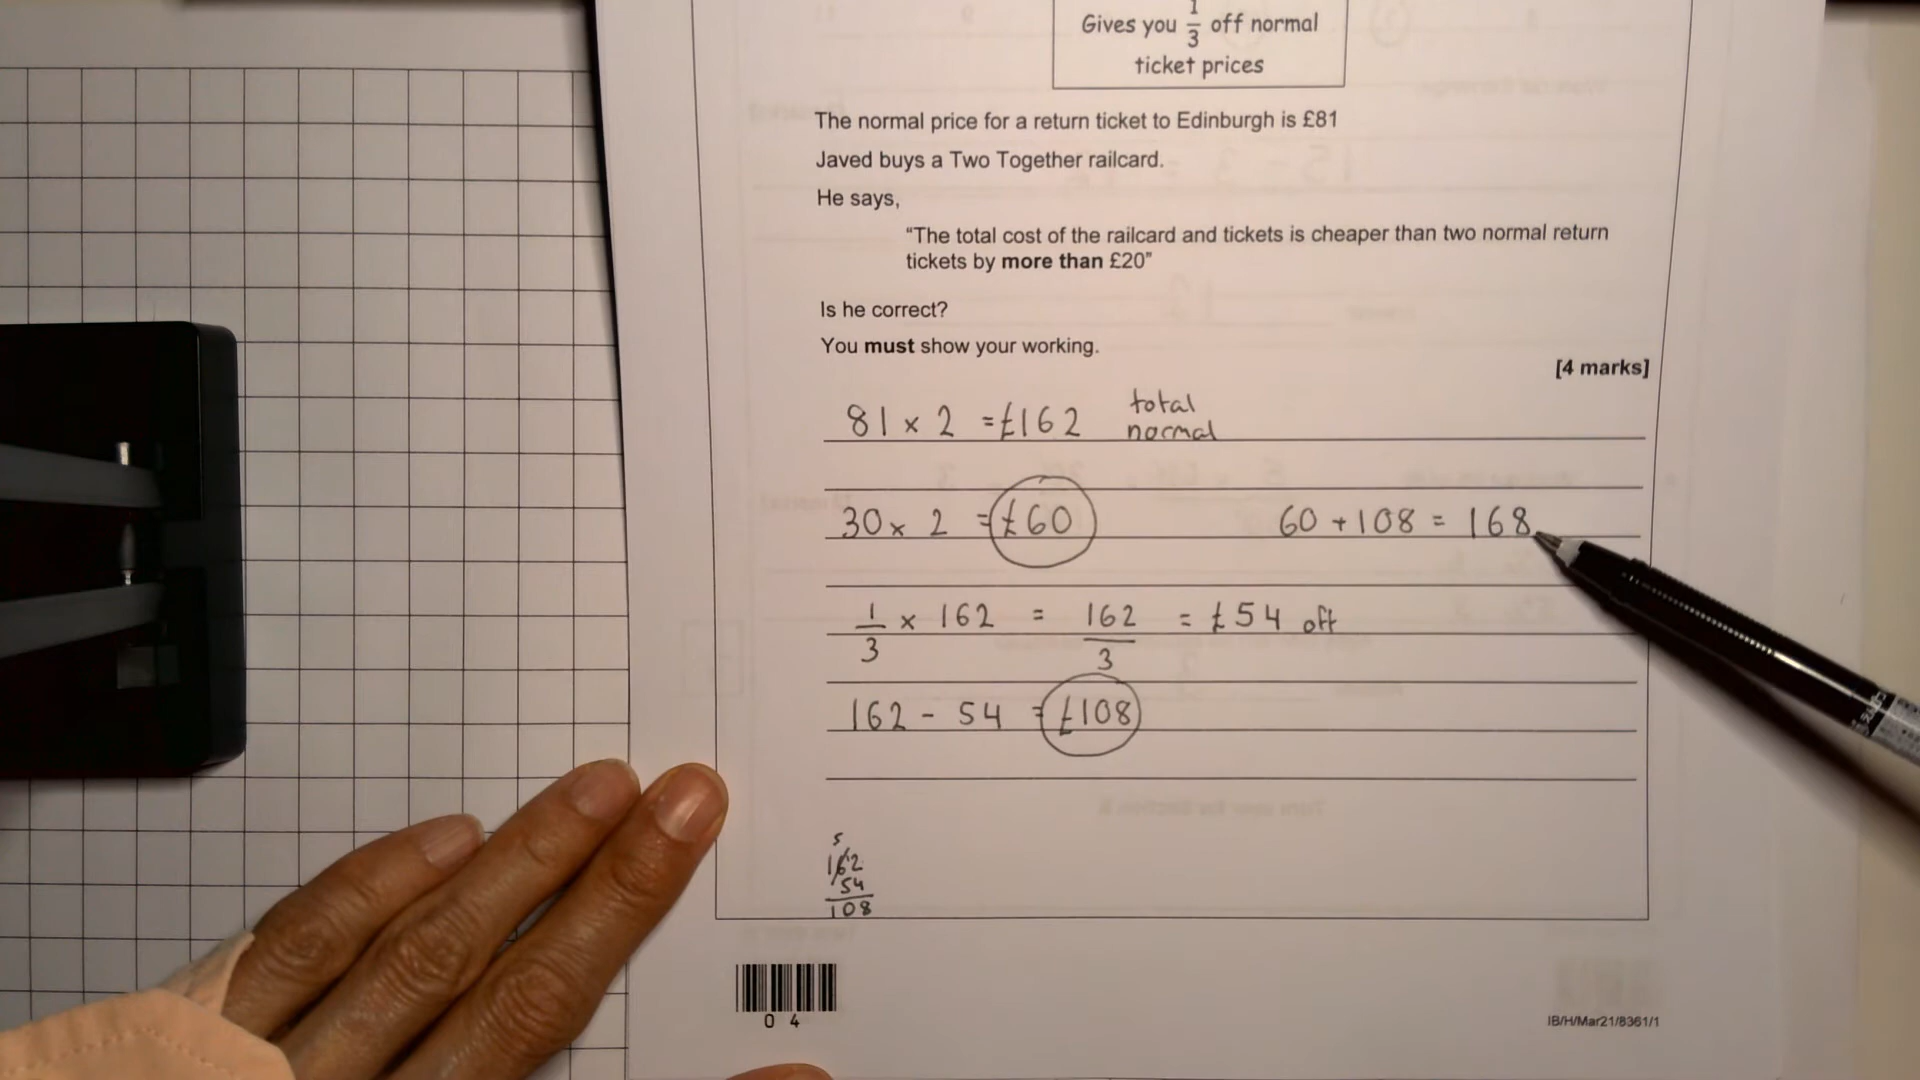 Gives you 1/3 off normal
ticket prices
The normal price for a return ticket to Edinburgh is £81
Javed buys a Two Together railcard.
He says,
“The total cost of the railcard and tickets is cheaper than two normal return
tickets by more than £20”
Is he correct?
You must show your working.
[4 marks]
81 × 2 = £162 total normal
30 × 2 = £60
60 + 108 = 168
1/3 × 162 = 162/3 = £54 off
162 - 54 = £108
5
162
54
108
0 4
IB/H/Mar21/8361/1